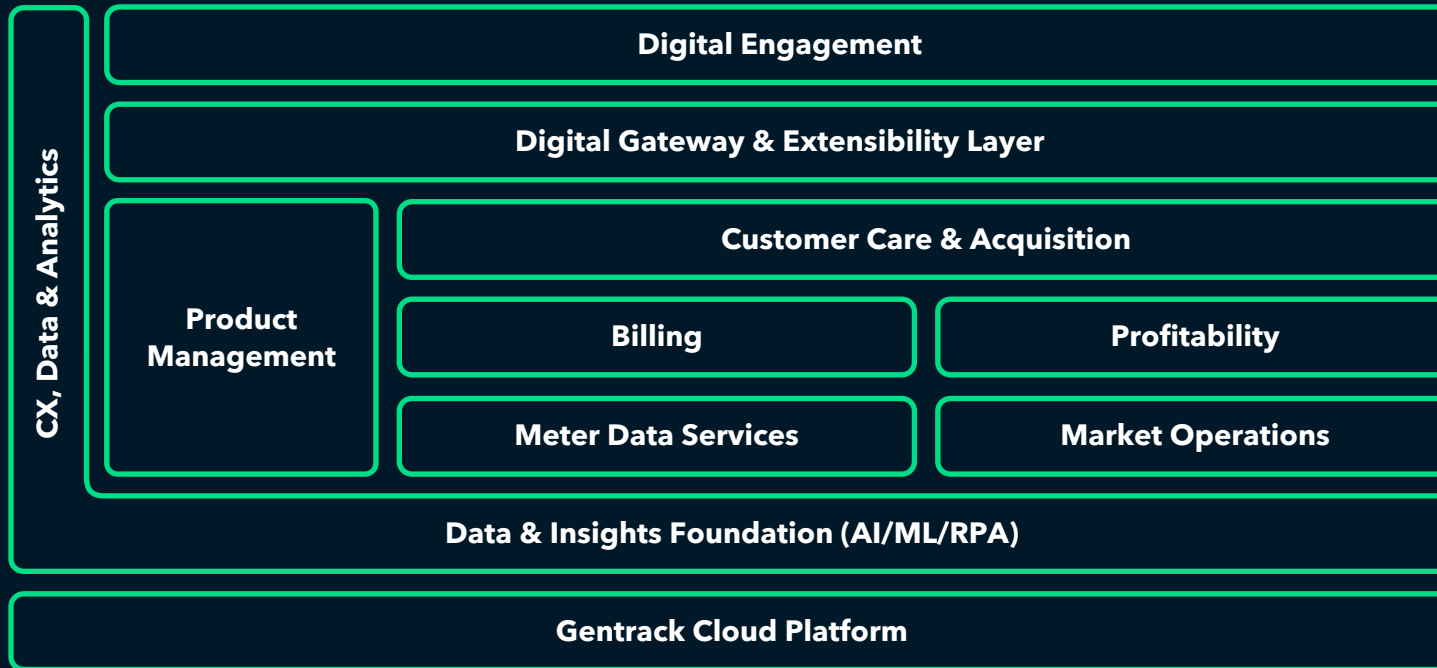 Digital Engagement
Digital Gateway & Extensibility Layer
CX, Data & Analytics
Product
Management
Customer Care & Acquisition
Billing
Profitability
Meter Data Services
Market Operations
Data & Insights Foundation (AI/ML/RPA)
Gentrack Cloud Platform